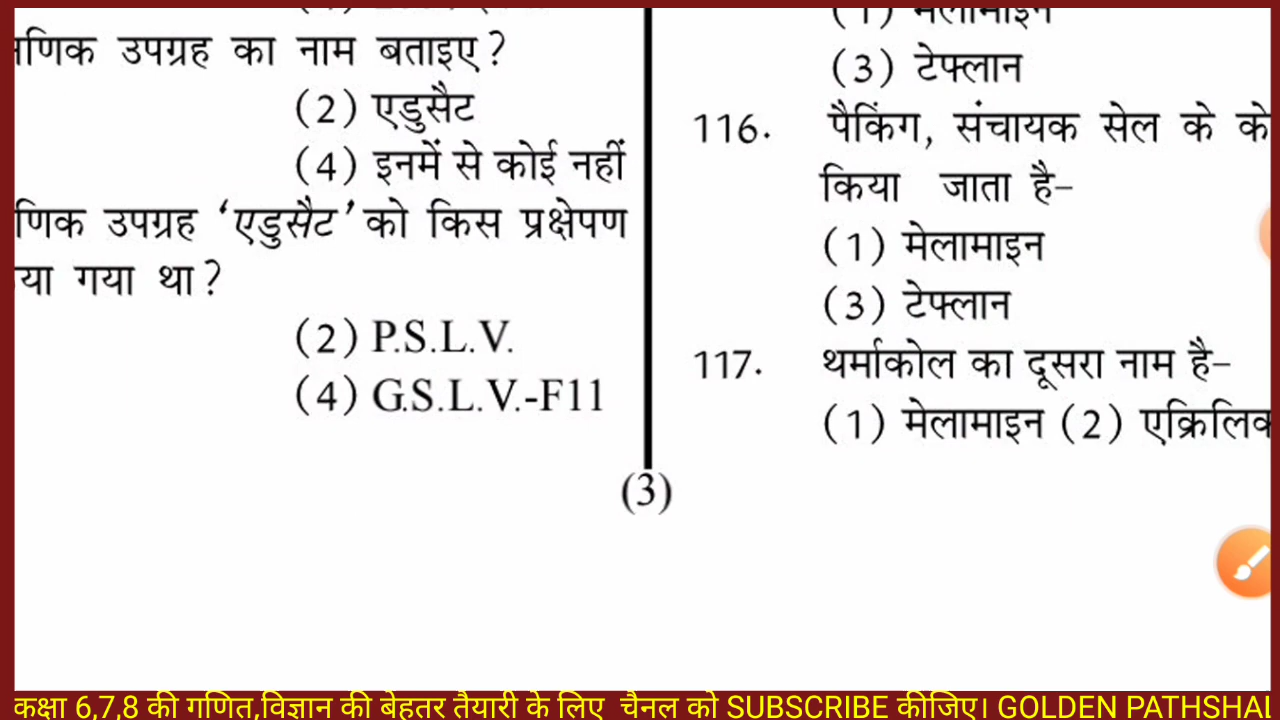 णिक उपग्रह का नाम बताइए?
(2) एडुसैट
(4) इनमें से कोई नहीं
णिक उपग्रह ‘एडुसैट’ को किस प्रक्षेपण
या गया था?
(2) P.S.L.V.
(4) G.S.L.V.-F11
(3)
(1) मेलामाइन
(3) टेफ्लान
116. पैकिंग, संचायक सेल के के
किया जाता है-
(1) मेलामाइन
(3) टेफ्लान
117. थर्माकोल का दूसरा नाम है-
(1) मेलामाइन (2) एक्रिलिक
कक्षा 6,7,8 की गणित,विज्ञान की बेहतर तैयारी के लिए चैनल को SUBSCRIBE कीजिए। GOLDEN PATHSHAL